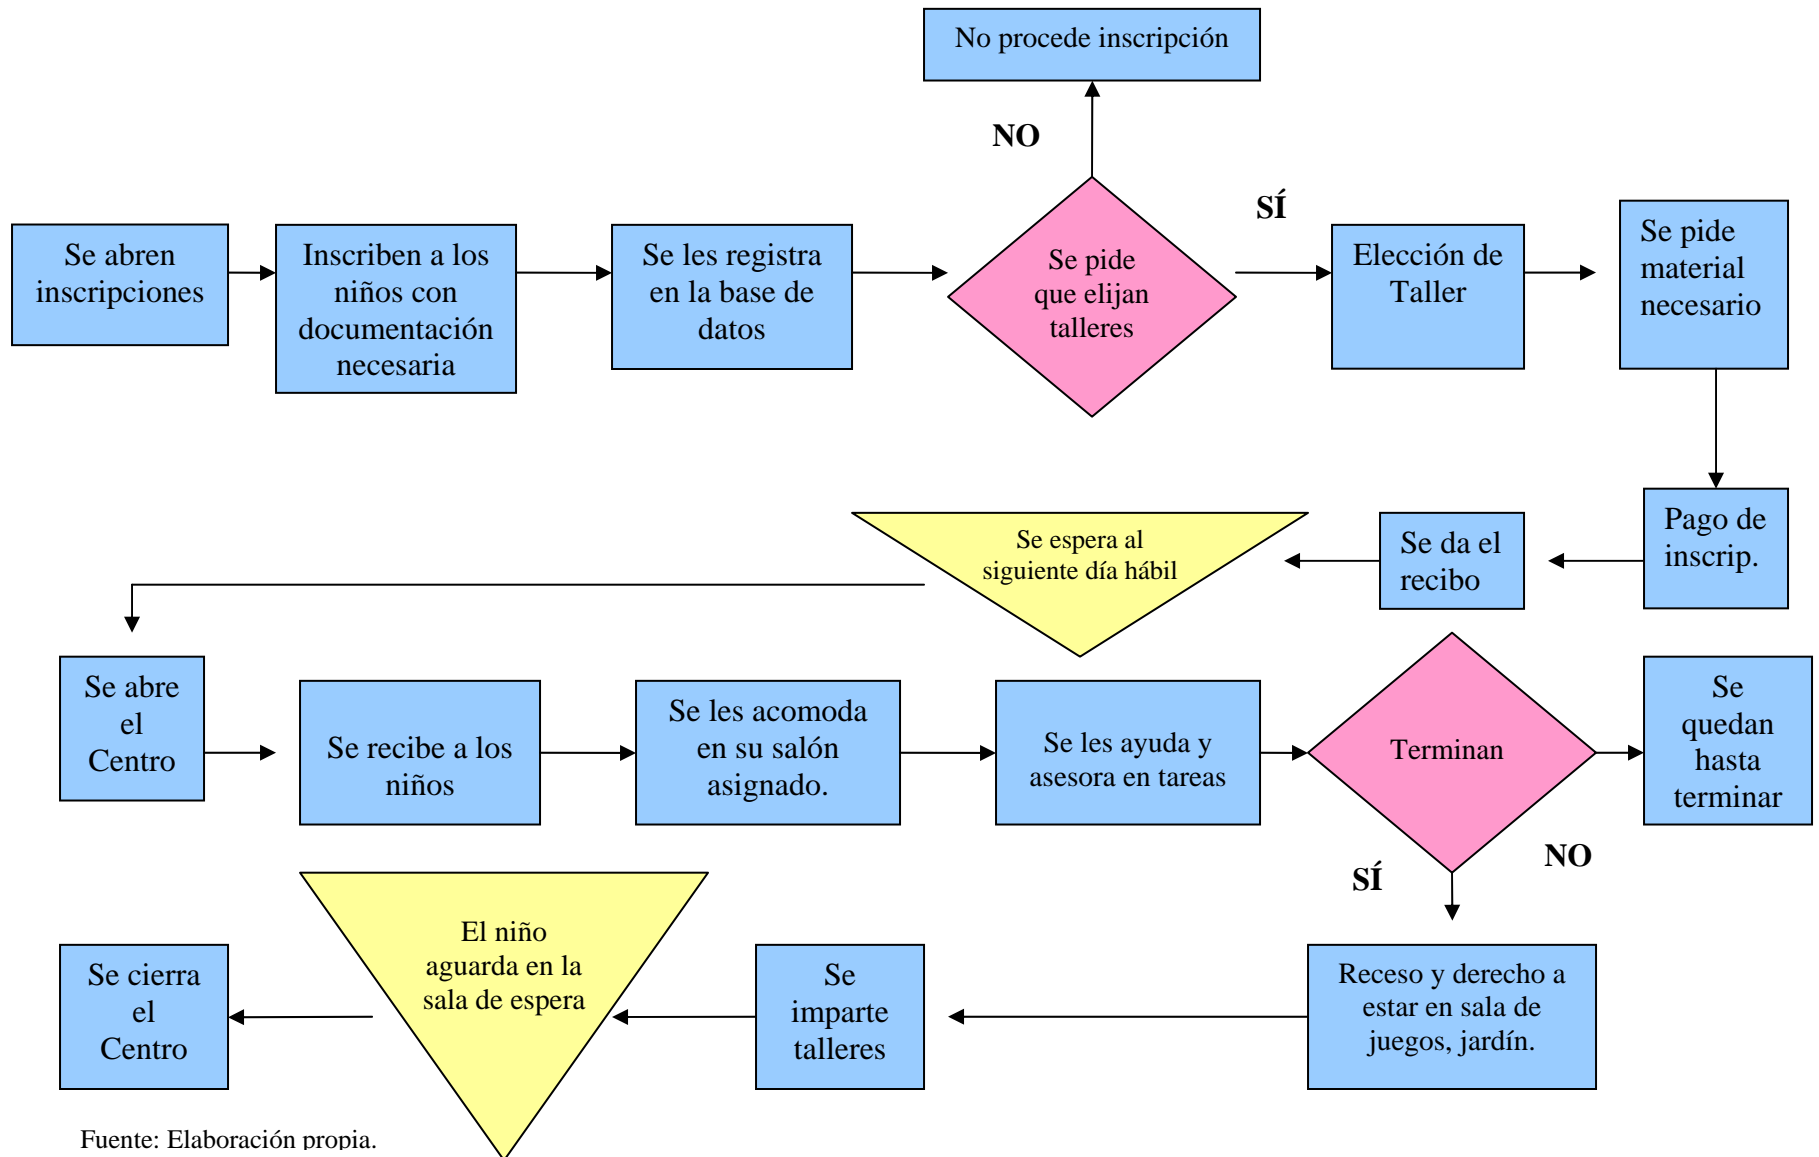 No procede inscripción
NO
SÍ
Se abren
inscripciones
Inscriben a los
niños con
documentación
necesaria
Se les registra
en la base de
datos
Se pide
que elijan
talleres
Elección de
Taller
Se pide
material
necesario
Pago de
inscrip.
Se da el
recibo
Se espera al
siguiente día hábil
Se abre
el
Centro
Se recibe a los
niños
Se les acomoda
en su salón
asignado.
Se les ayuda y
asesora en tareas
Terminan
Se
quedan
hasta
terminar
NO
SÍ
Receso y derecho a
estar en sala de
juegos, jardín.
Se
imparte
talleres
El niño
aguarda en la
sala de espera
Se cierra
el
Centro
Fuente: Elaboración propia.